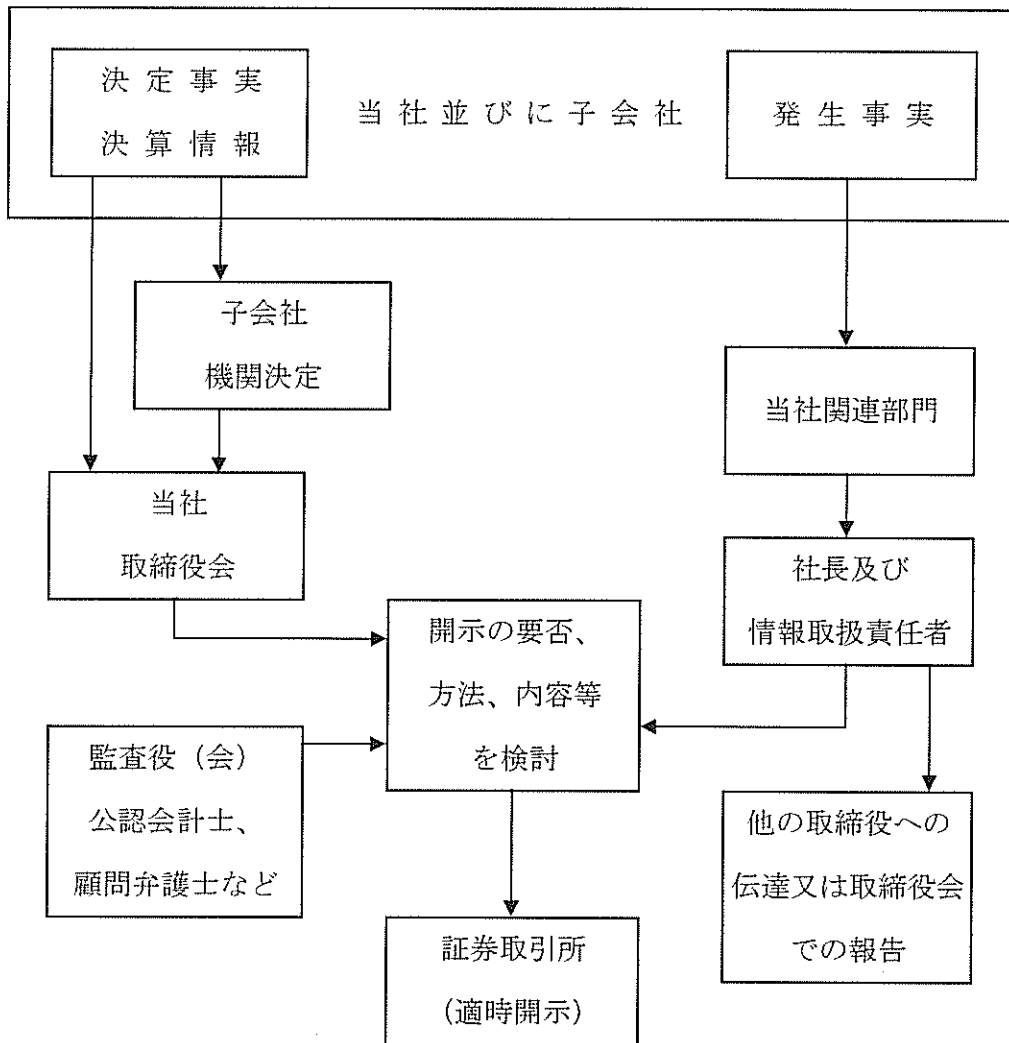 決定事実
決算情報
当社並びに子会社
発生事実
子会社
機関決定
当社関連部門
当社
取締役会
社長及び
情報取扱責任者
開示の要否、
方法、内容等
を検討
監査役（会）
公認会計士、
顧問弁護士など
他の取締役への
伝達又は取締役会
での報告
証券取引所
（適時開示）